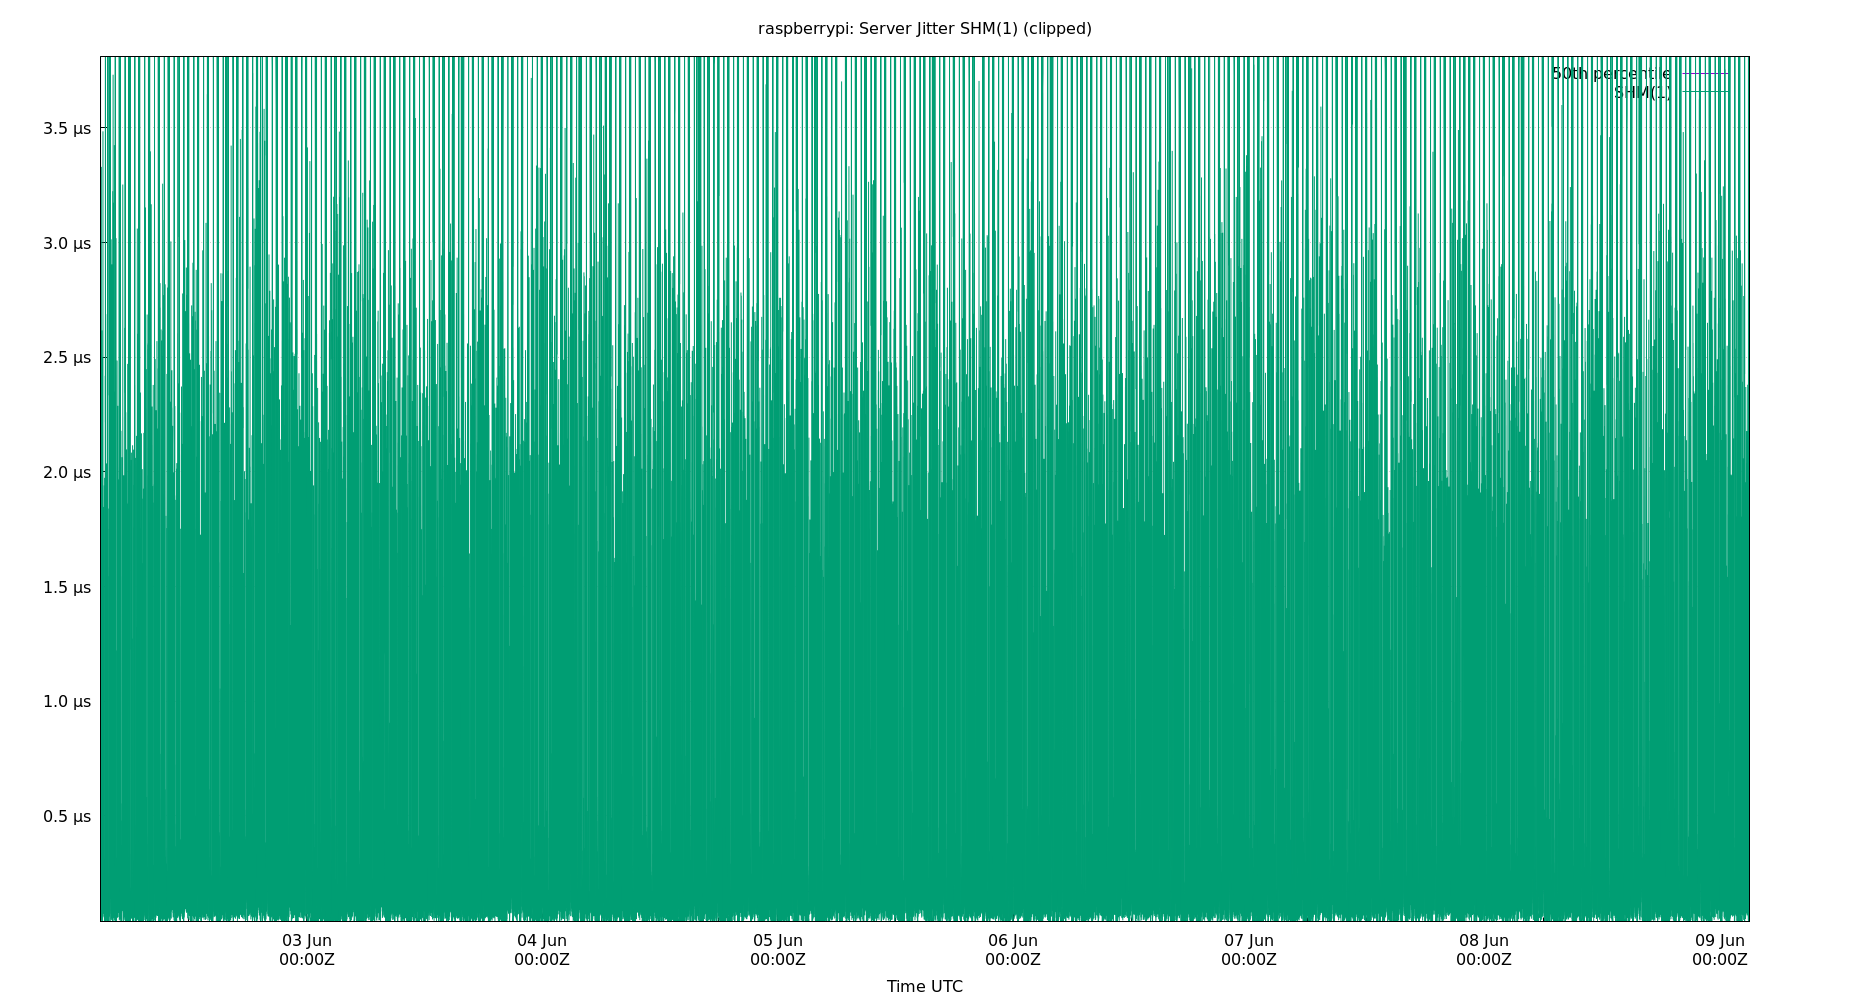 raspberrypi: Server Jitter SHM(1) (clipped)
50th percentile
SHM(1)
3.5 µs
3.0 µs
2.5 µs
2.0 µs
1.5 µs
1.0 µs
0.5 µs
03 Jun 04 Jun 05 Jun 06 Jun 07 Jun 08 Jun 09 Jun
00:00Z 00:00Z 00:00Z 00:00Z 00:00Z 00:00Z 00:00Z
Time UTC